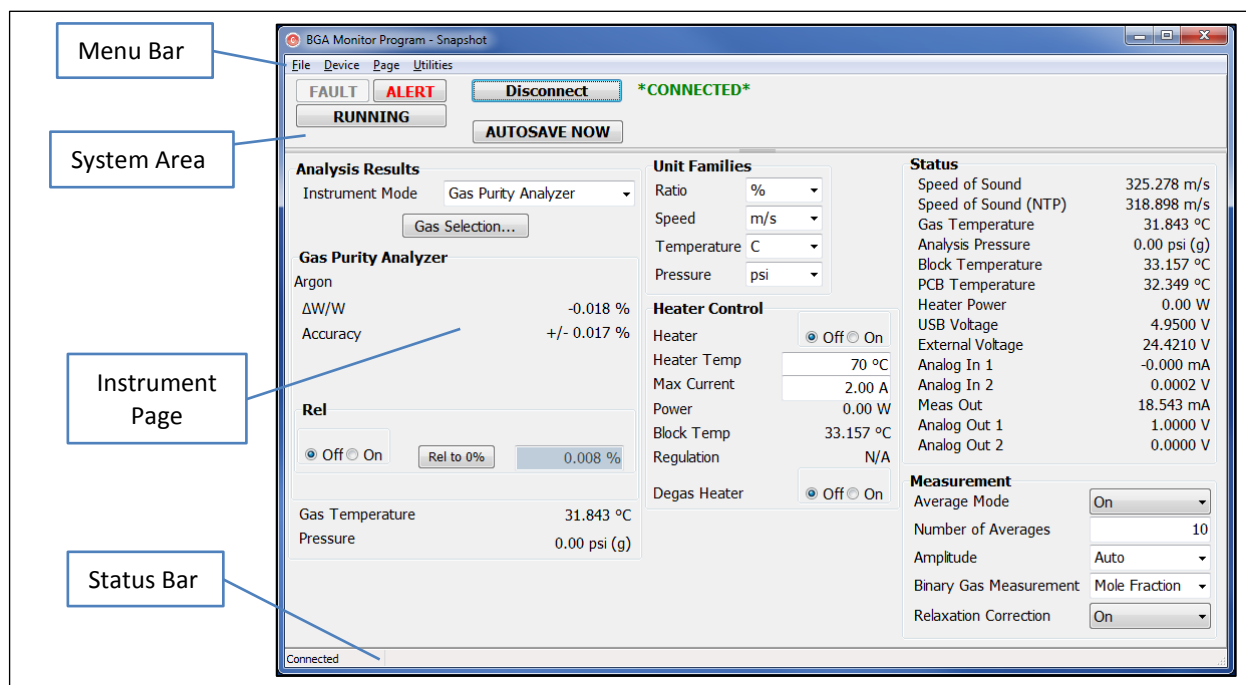 Menu Bar
System Area
Instrument
Page
Status Bar
BGA Monitor Program - Snapshot
File Device Page Utilities
FAULT ALERT Disconnect *CONNECTED*
RUNNING
AUTOSAVE NOW
Analysis Results
Instrument Mode Gas Purity Analyzer
Gas Selection...
Gas Purity Analyzer
Argon
ΔW/W -0.018 %
Accuracy +/- 0.017 %
Rel
Off On Rel to 0% 0.008 %
Gas Temperature 31.843 ºC
Pressure 0.00 psi (g)
Unit Families
Ratio %
Speed m/s
Temperature C
Pressure psi
Heater Control
Heater Off On
Heater Temp 70 ºC
Max Current 2.00 A
Power 0.00 W
Block Temp 33.157 ºC
Regulation N/A
Degas Heater Off On
Status
Speed of Sound 325.278 m/s
Speed of Sound (NTP) 318.898 m/s
Gas Temperature 31.843 ºC
Analysis Pressure 0.00 psi (g)
Block Temperature 33.157 ºC
PCB Temperature 32.349 ºC
Heater Power 0.00 W
USB Voltage 4.9500 V
External Voltage 24.4210 V
Analog In 1 -0.000 mA
Analog In 2 0.0002 V
Meas Out 18.543 mA
Analog Out 1 1.0000 V
Analog Out 2 0.0000 V
Measurement
Average Mode On
Number of Averages 10
Amplitude Auto
Binary Gas Measurement Mole Fraction
Relaxation Correction On
Connected